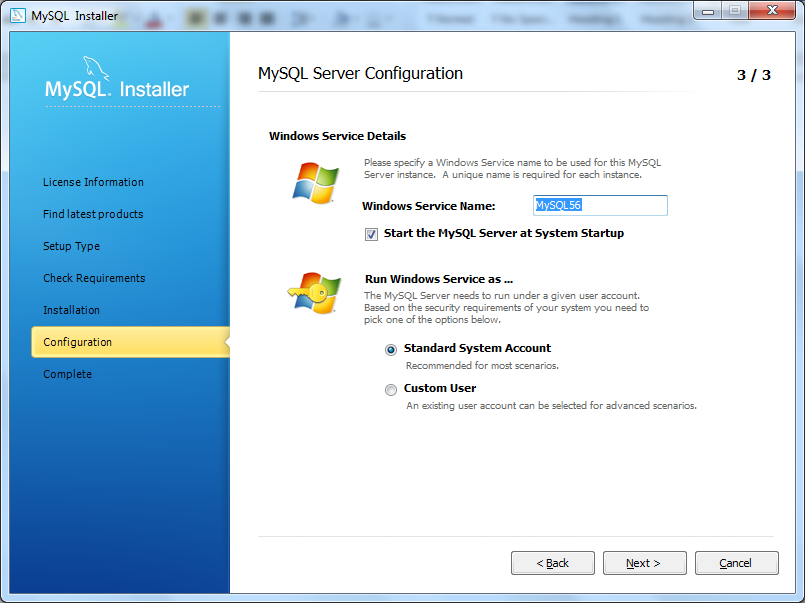 MySQL Installer
MySQL Installer
License Information
Find latest products
Setup Type
Check Requirements
Installation
Configuration
Complete
MySQL Server Configuration
3 / 3
Windows Service Details
Please specify a Windows Service name to be used for this MySQL
Server instance. A unique name is required for each instance.
Windows Service Name: MySQL56
Start the MySQL Server at System Startup
Run Windows Service as ...
The MySQL Server needs to run under a given user account.
Based on the security requirements of your system you need to
pick one of the options below.
Standard System Account
Recommended for most scenarios.
Custom User
An existing user account can be selected for advanced scenarios.
< Back Next > Cancel